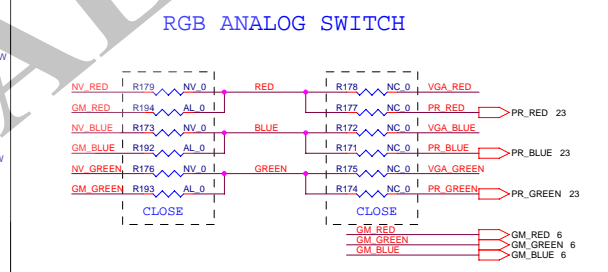 RGB ANALOG SWITCH
NV_RED R179 NV_0 RED R178 NC_0 VGA_RED
GM_RED R194 AL_0 R177 NC_0 PR_RED PR_RED 23
NV_BLUE R173 NV_0 BLUE R172 NC_0 VGA_BLUE
GM_BLUE R192 AL_0 R171 NC_0 PR_BLUE PR_BLUE 23
NV_GREEN R176 NV_0 GREEN R175 NC_0 VGA_GREEN
GM_GREEN R193 AL_0 R174 NC_0 PR_GREEN PR_GREEN 23
CLOSE CLOSE
GM_RED GM_RED 6
GM_GREEN GM_GREEN 6
GM_BLUE GM_BLUE 6